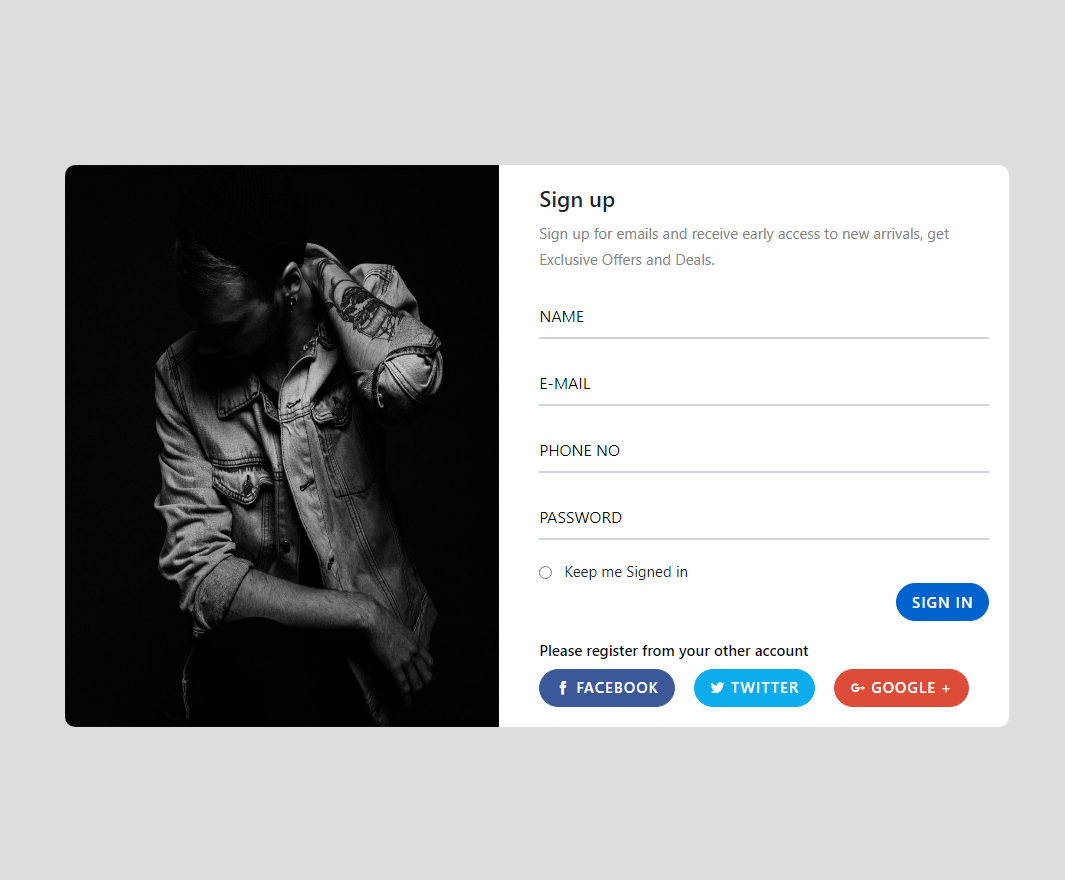 Sign up
Sign up for emails and receive early access to new arrivals, get
Exclusive Offers and Deals.
NAME
E-MAIL
PHONE NO
PASSWORD
Keep me Signed in
SIGN IN
Please register from your other account
FACEBOOK TWITTER G+ GOOGLE +